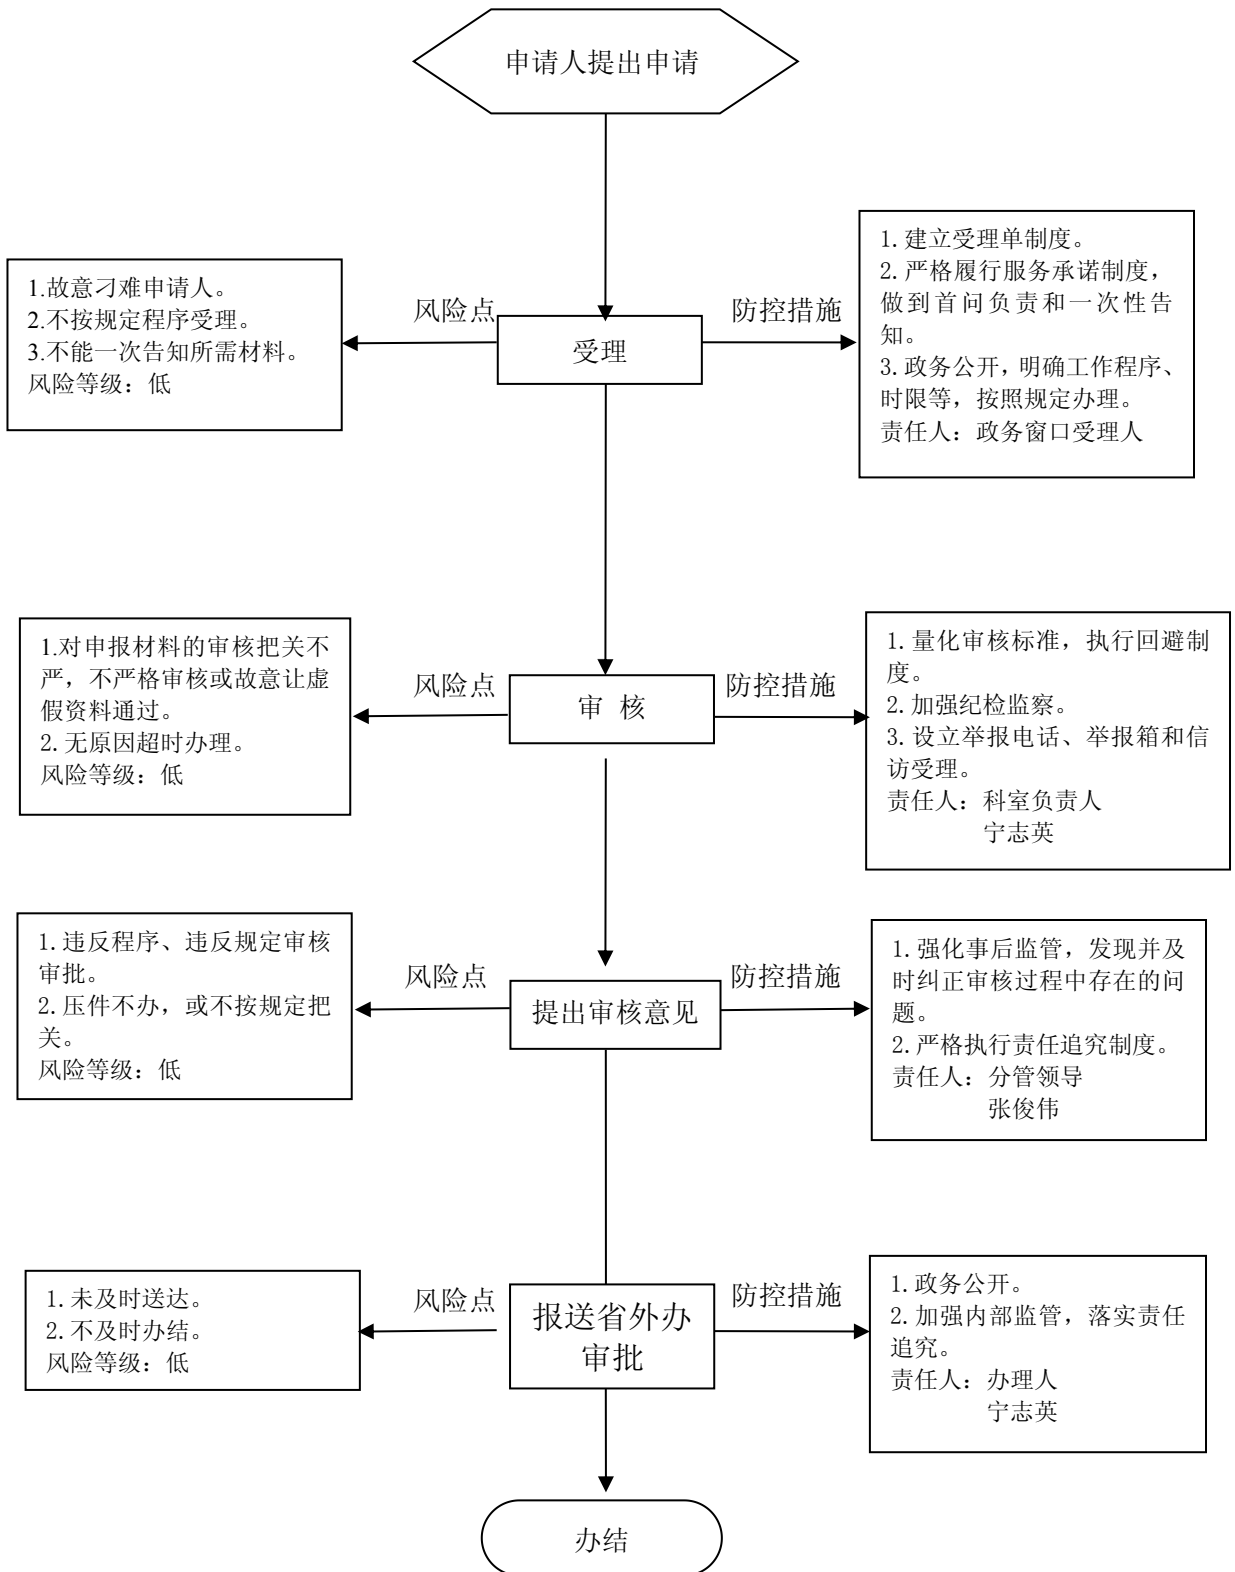 申请人提出申请
1.故意刁难申请人。
2.不按规定程序受理。
3.不能一次告知所需材料。
风险等级：低
风险点
受理
防控措施
1.建立受理单制度。
2.严格履行服务承诺制度，
做到首问负责和一次性告
知。
3.政务公开，明确工作程序、
时限等，按照规定办理。
责任人：政务窗口受理人
1.对申报材料的审核把关不
严，不严格审核或故意让虚
假资料通过。
2.无原因超时办理。
风险等级：低
风险点
审 核
防控措施
1.量化审核标准，执行回避制
度。
2.加强纪检监察。
3.设立举报电话、举报箱和信
访受理。
责任人：科室负责人
宁志英
1.违反程序、违反规定审核
审批。
2.压件不办，或不按规定把
关。
风险等级：低
风险点
提出审核意见
防控措施
1.强化事后监管，发现并及
时纠正审核过程中存在的问
题。
2.严格执行责任追究制度。
责任人：分管领导
张俊伟
1.未及时送达。
2.不及时办结。
风险等级：低
风险点
报送省外办
审批
防控措施
1.政务公开。
2.加强内部监管，落实责任
追究。
责任人：办理人
宁志英
办结